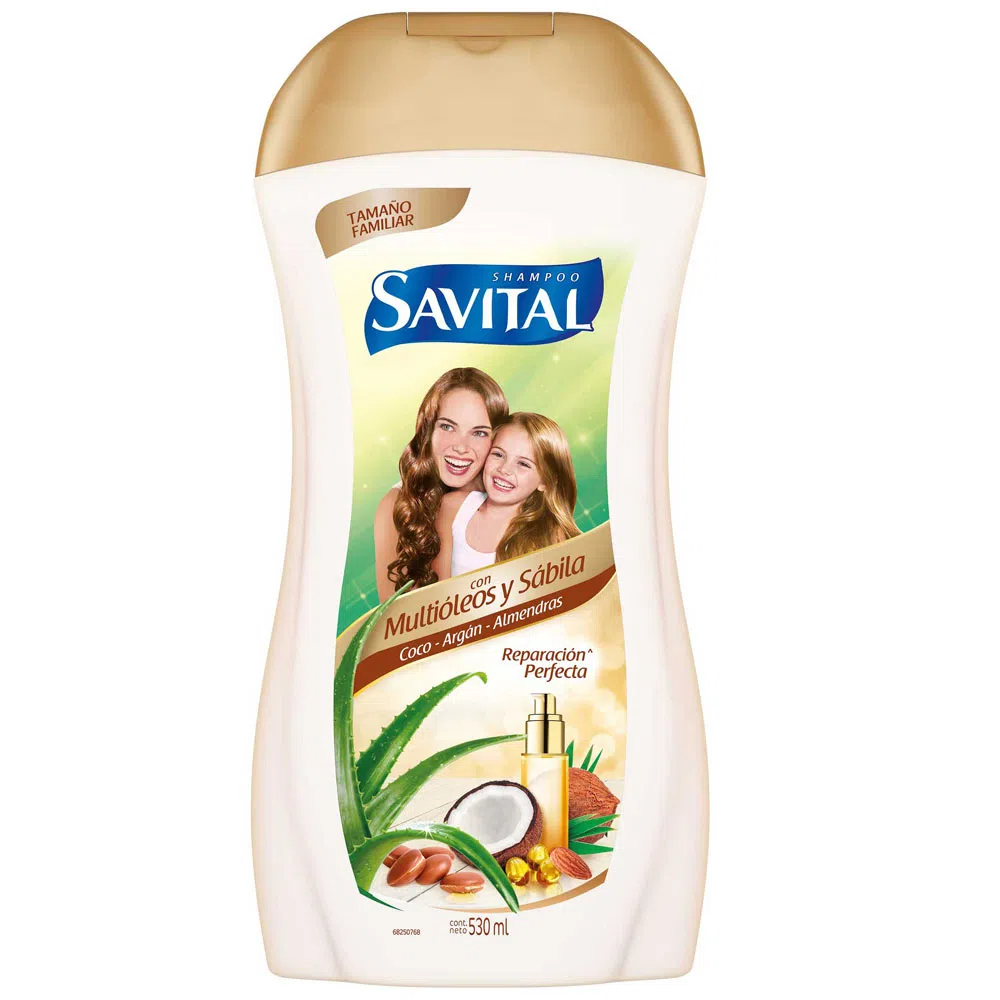 TAMAÑO
FAMILIAR
SHAMPOO
SAVITAL
con
Multióleos y Sábila
Coco - Argán - Almendras
Reparación^
Perfecta
68250768
cont.
neto 530 ml